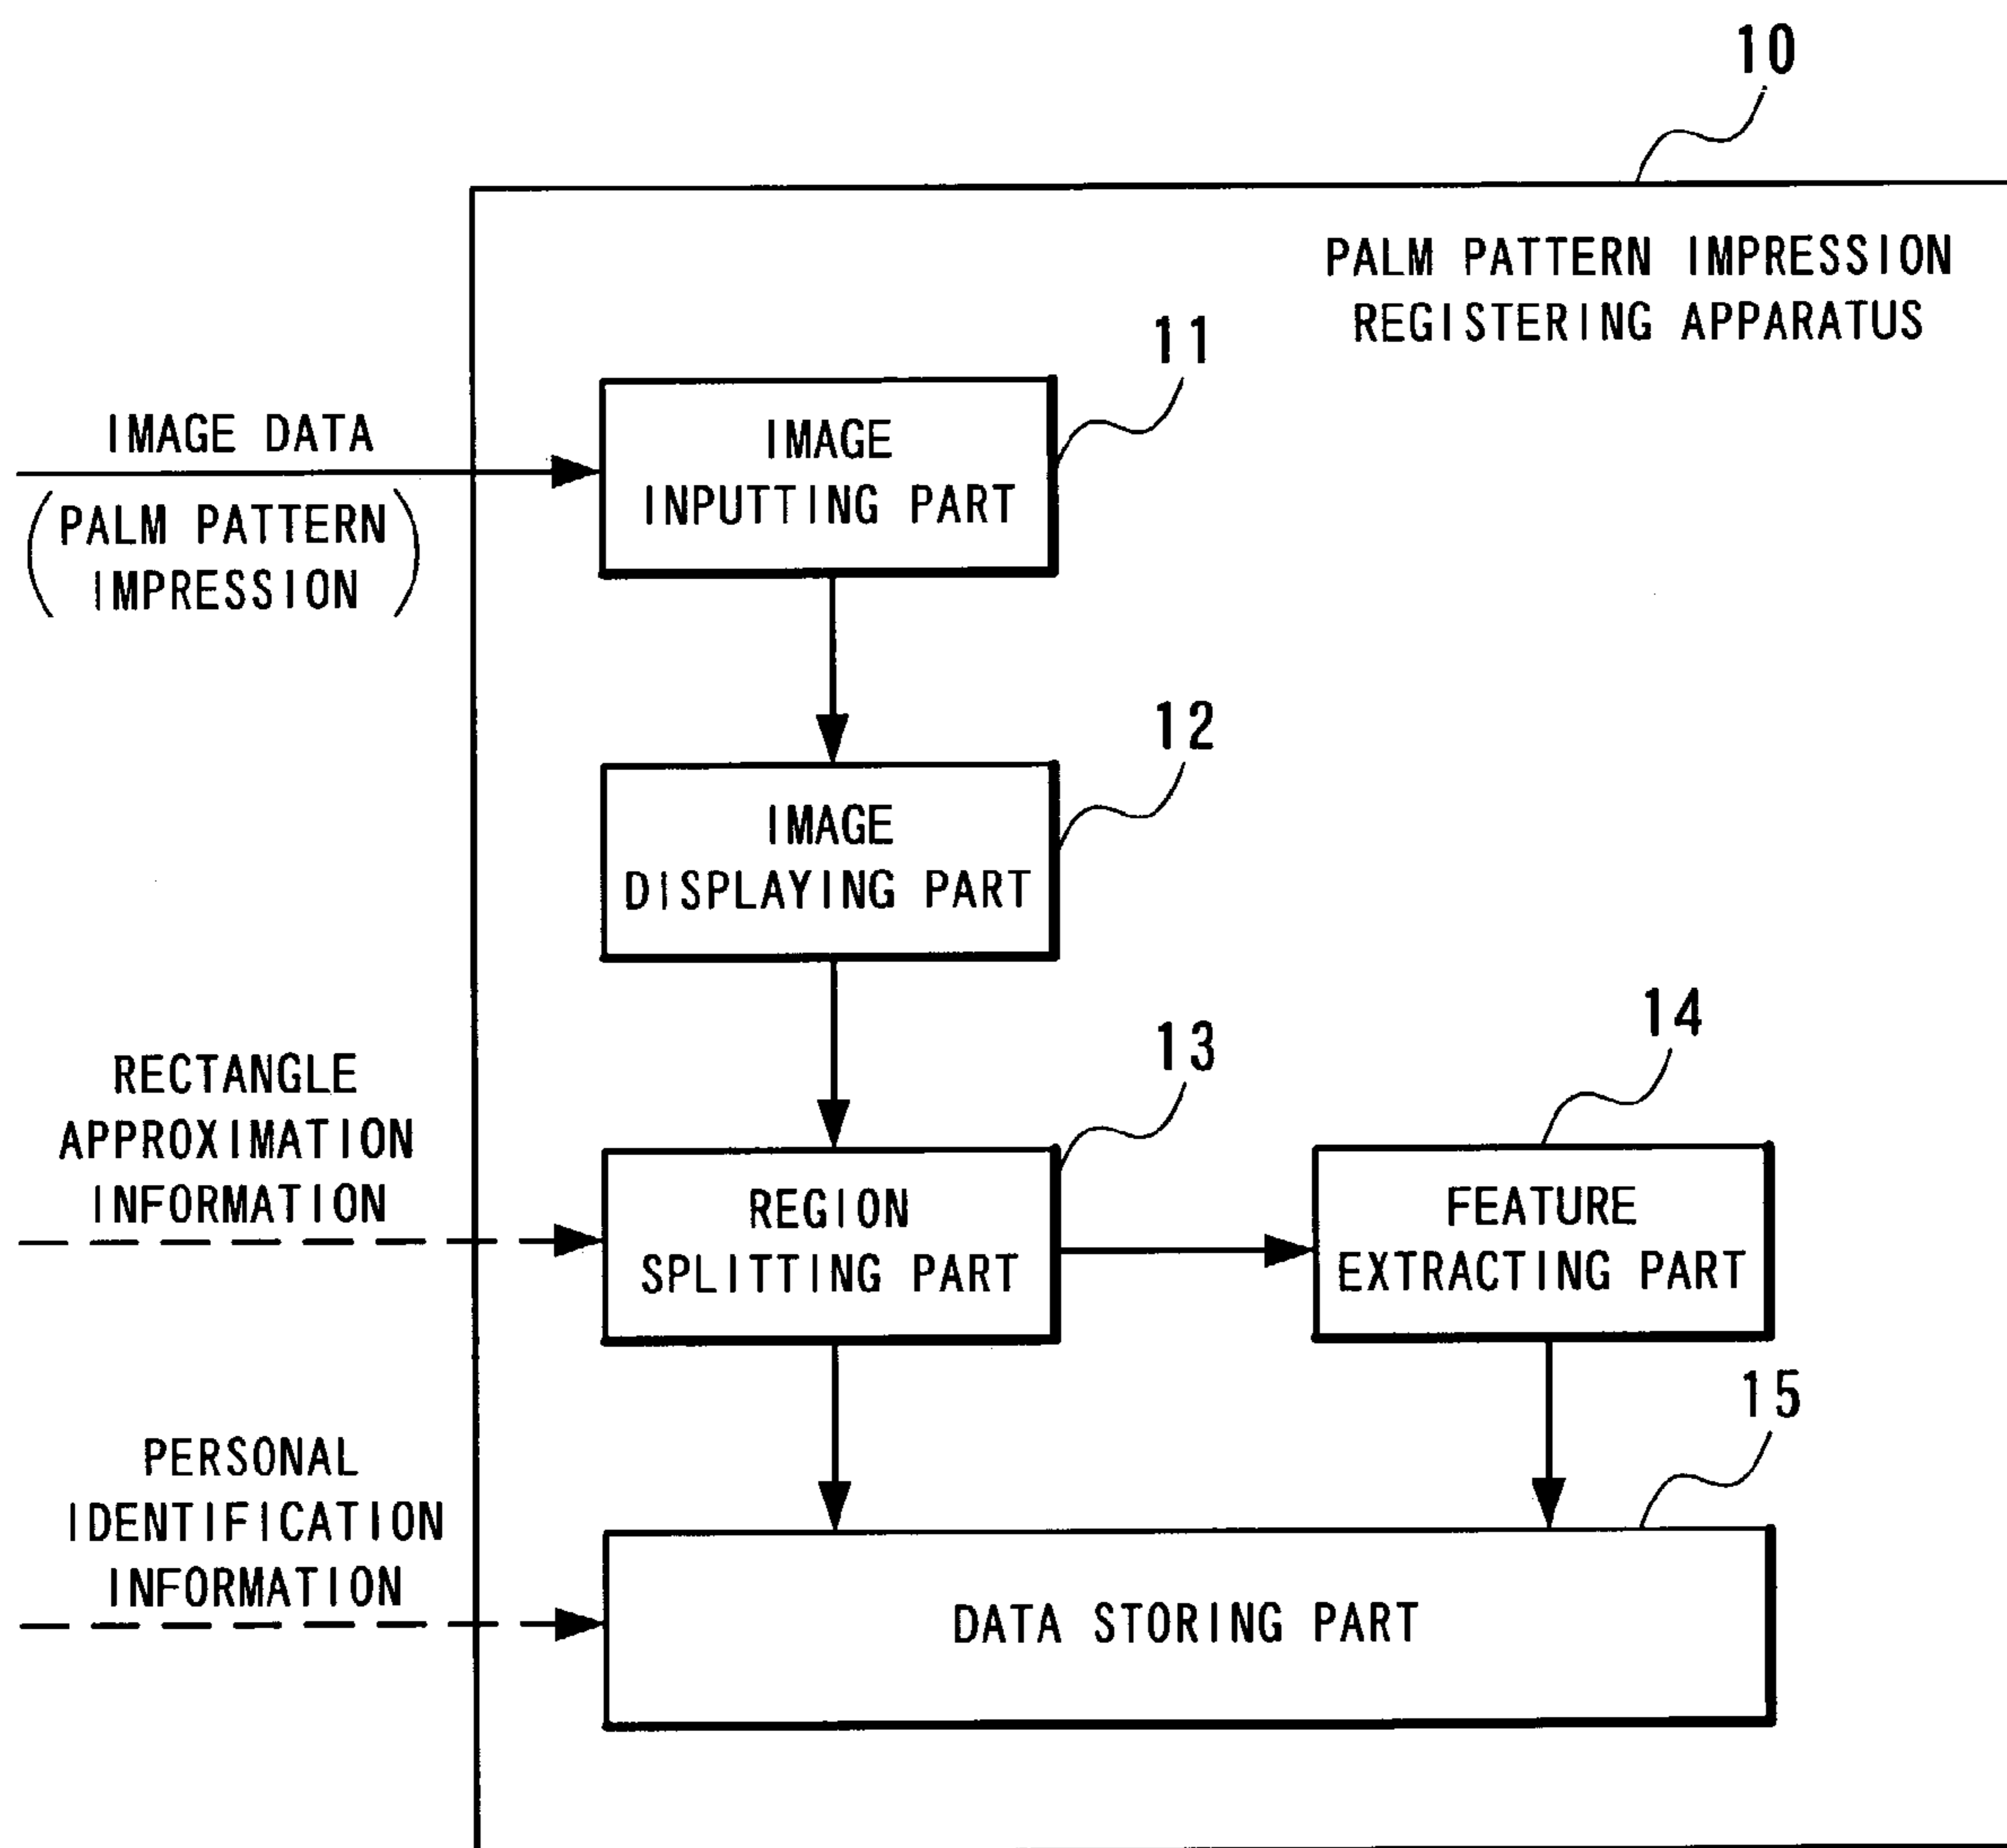 10
PALM PATTERN IMPRESSION
REGISTERING APPARATUS
11
IMAGE DATA
(PALM PATTERN
IMPRESSION)
IMAGE
INPUTTING PART
12
IMAGE
DISPLAYING PART
13
14
RECTANGLE
APPROXIMATION
INFORMATION
REGION
SPLITTING PART
FEATURE
EXTRACTING PART
15
PERSONAL
IDENTIFICATION
INFORMATION
DATA STORING PART